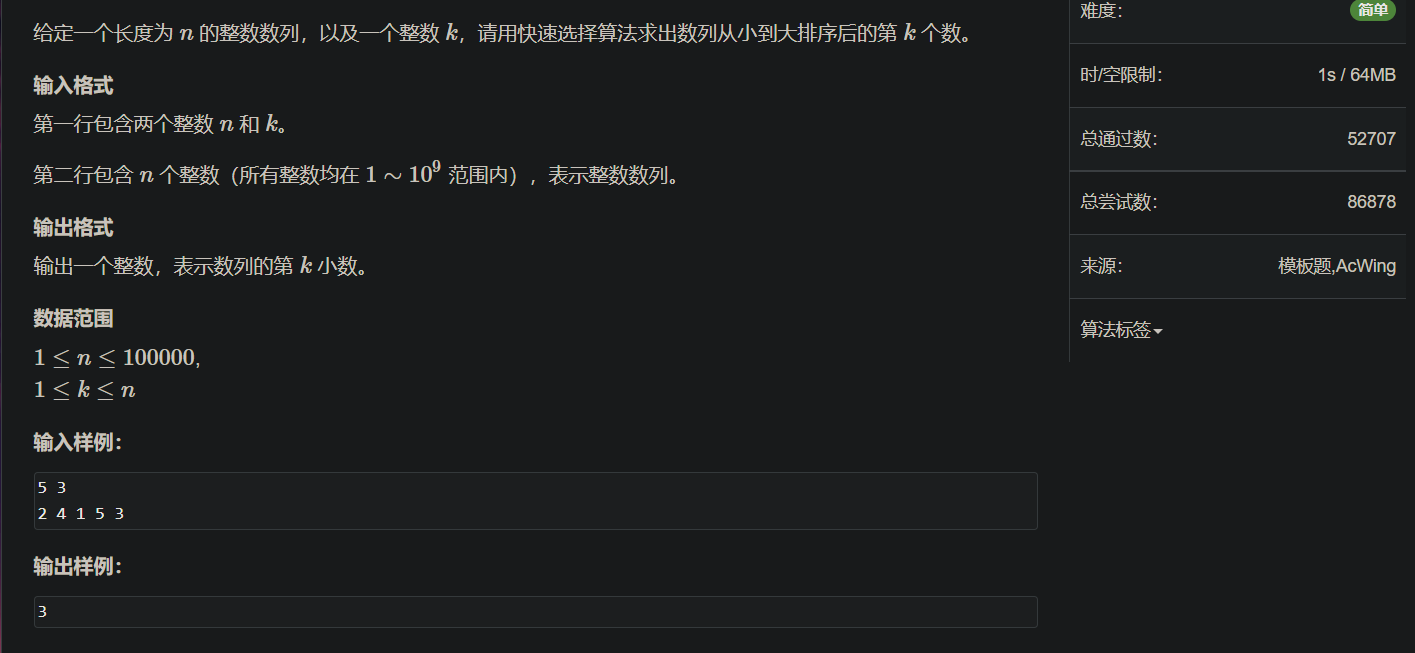 给定一个长度为 n 的整数数列，以及一个整数 k，请用快速选择算法求出数列从小到大排序后的第 k 个数。
输入格式
第一行包含两个整数 n 和 k。
第二行包含 n 个整数（所有整数均在 1 ∼ 10⁹ 范围内），表示整数数列。
输出格式
输出一个整数，表示数列的第 k 小数。
数据范围
1 ≤ n ≤ 100000,
1 ≤ k ≤ n
输入样例：
5 3
2 4 1 5 3
输出样例：
3
难度： 简单
时/空限制： 1s / 64MB
总通过数： 52707
总尝试数： 86878
来源： 模板题,AcWing
算法标签